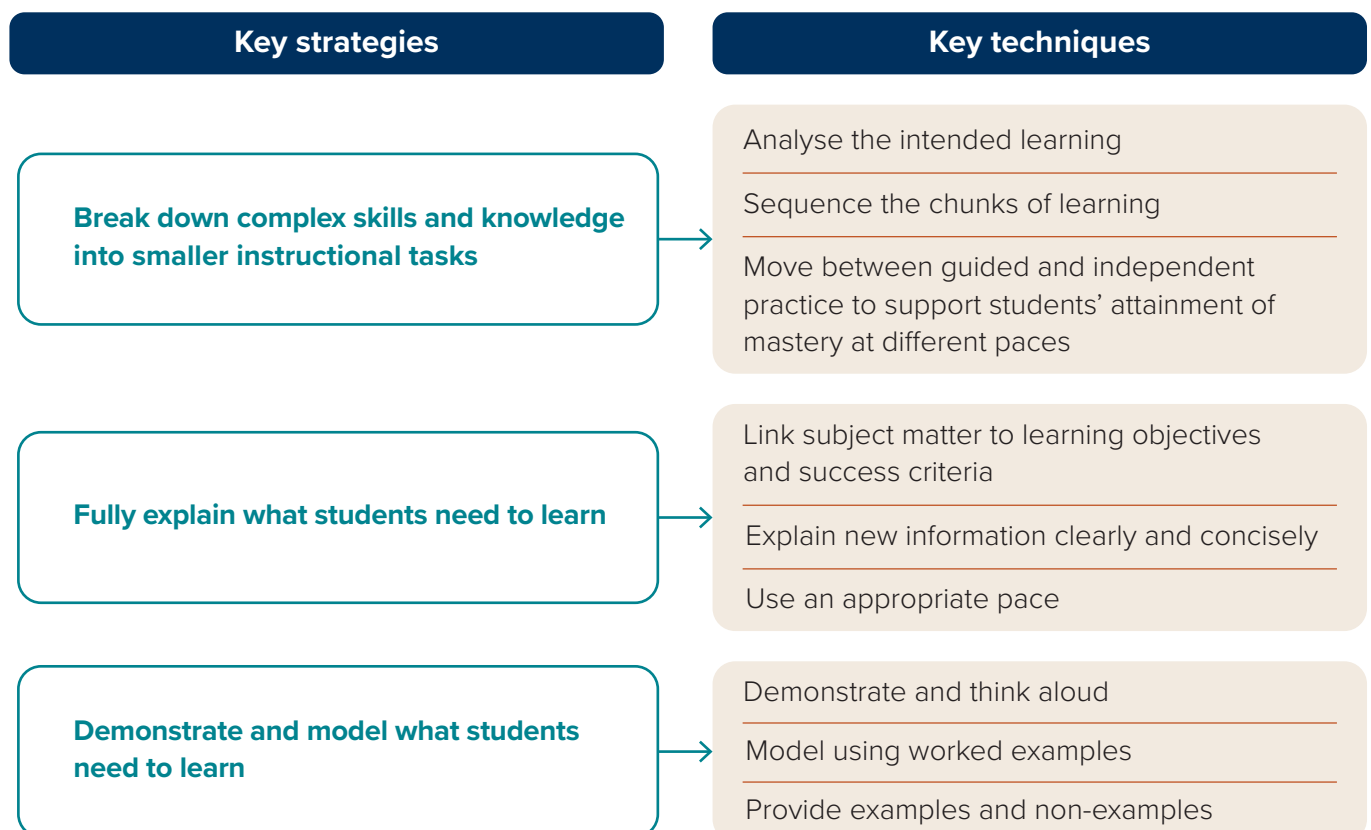 Key strategies
Key techniques
Break down complex skills and knowledge
into smaller instructional tasks
Analyse the intended learning
Sequence the chunks of learning
Move between guided and independent
practice to support students’ attainment of
mastery at different paces
Fully explain what students need to learn
Link subject matter to learning objectives
and success criteria
Explain new information clearly and concisely
Use an appropriate pace
Demonstrate and model what students
need to learn
Demonstrate and think aloud
Model using worked examples
Provide examples and non-examples